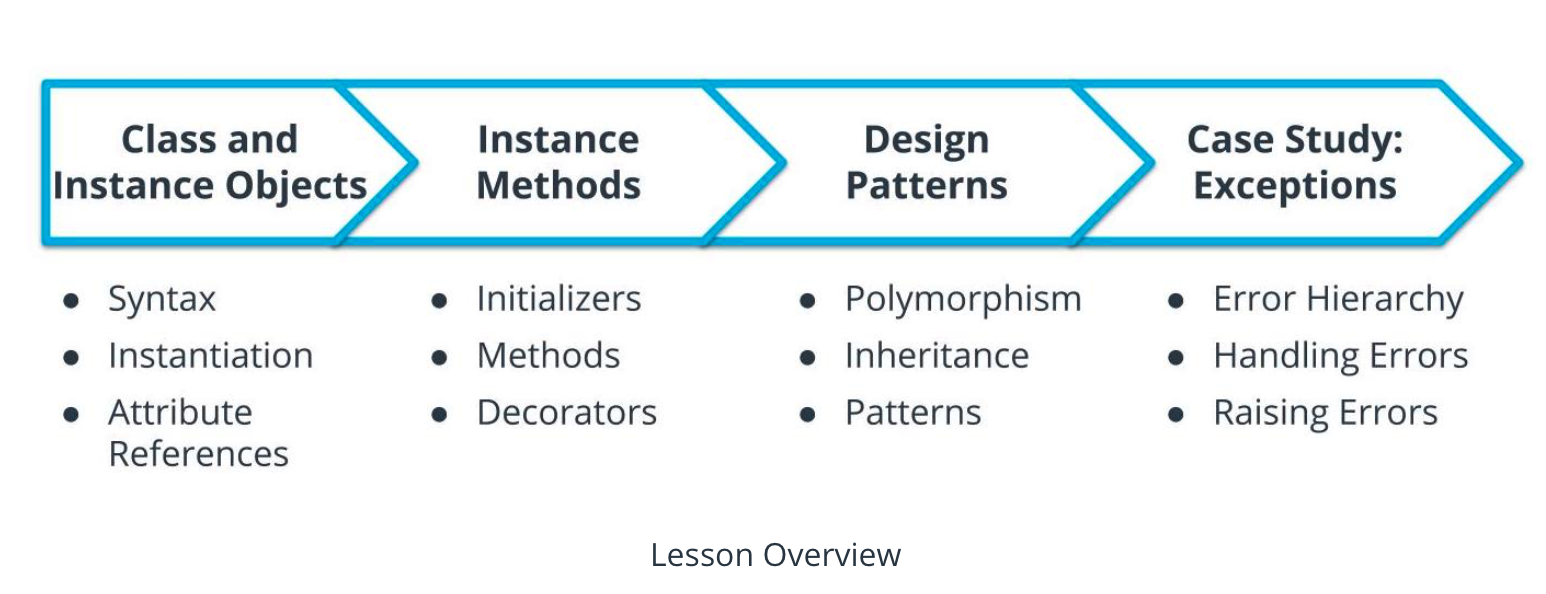 Class and
Instance Objects
Instance
Methods
Design
Patterns
Case Study:
Exceptions
● Syntax
● Instantiation
● Attribute
References
● Initializers
● Methods
● Decorators
● Polymorphism
● Inheritance
● Patterns
● Error Hierarchy
● Handling Errors
● Raising Errors
Lesson Overview